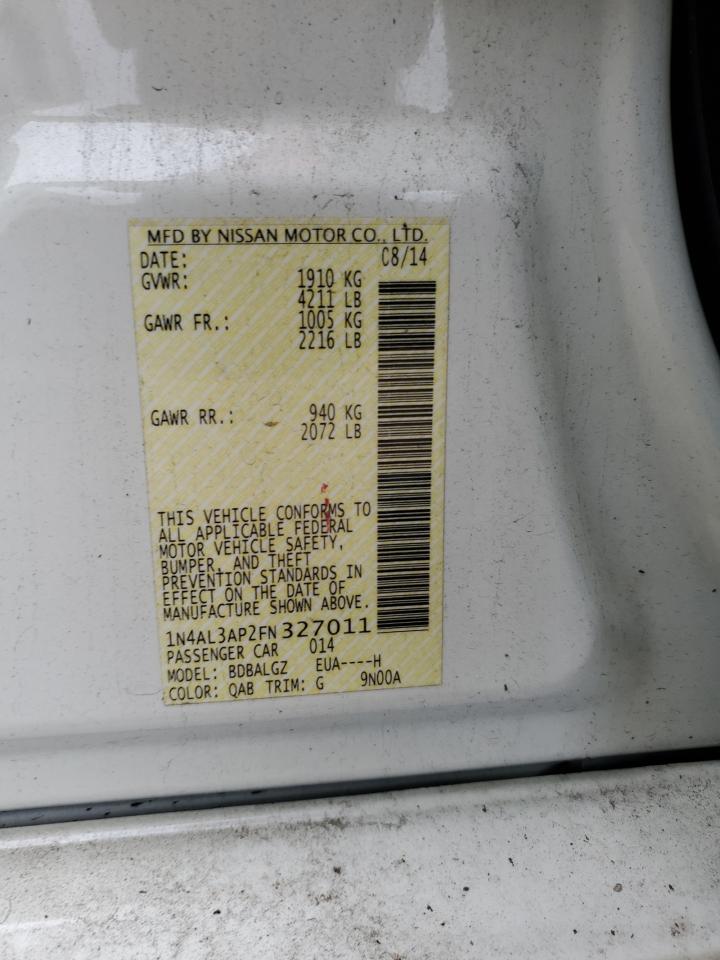 MFD BY NISSAN MOTOR CO., LTD.
DATE: 08/14
GVWR: 1910 KG
4211 LB
GAWR FR.: 1005 KG
2216 LB
GAWR RR.: 940 KG
2072 LB
THIS VEHICLE CONFORMS TO
ALL APPLICABLE FEDERAL
MOTOR VEHICLE SAFETY,
BUMPER, AND THEFT
PREVENTION STANDARDS IN
EFFECT ON THE DATE OF
MANUFACTURE SHOWN ABOVE.
1N4AL3AP2FN327011
PASSENGER CAR 014
MODEL: BDBALGZ EUA----H
COLOR: QAB TRIM: G 9N00A